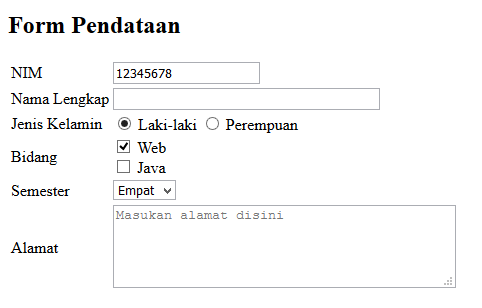 Form Pendataan
NIM 12345678
Nama Lengkap
Jenis Kelamin Laki-laki Perempuan
Bidang Web
Java
Semester Empat
Alamat Masukan alamat disini